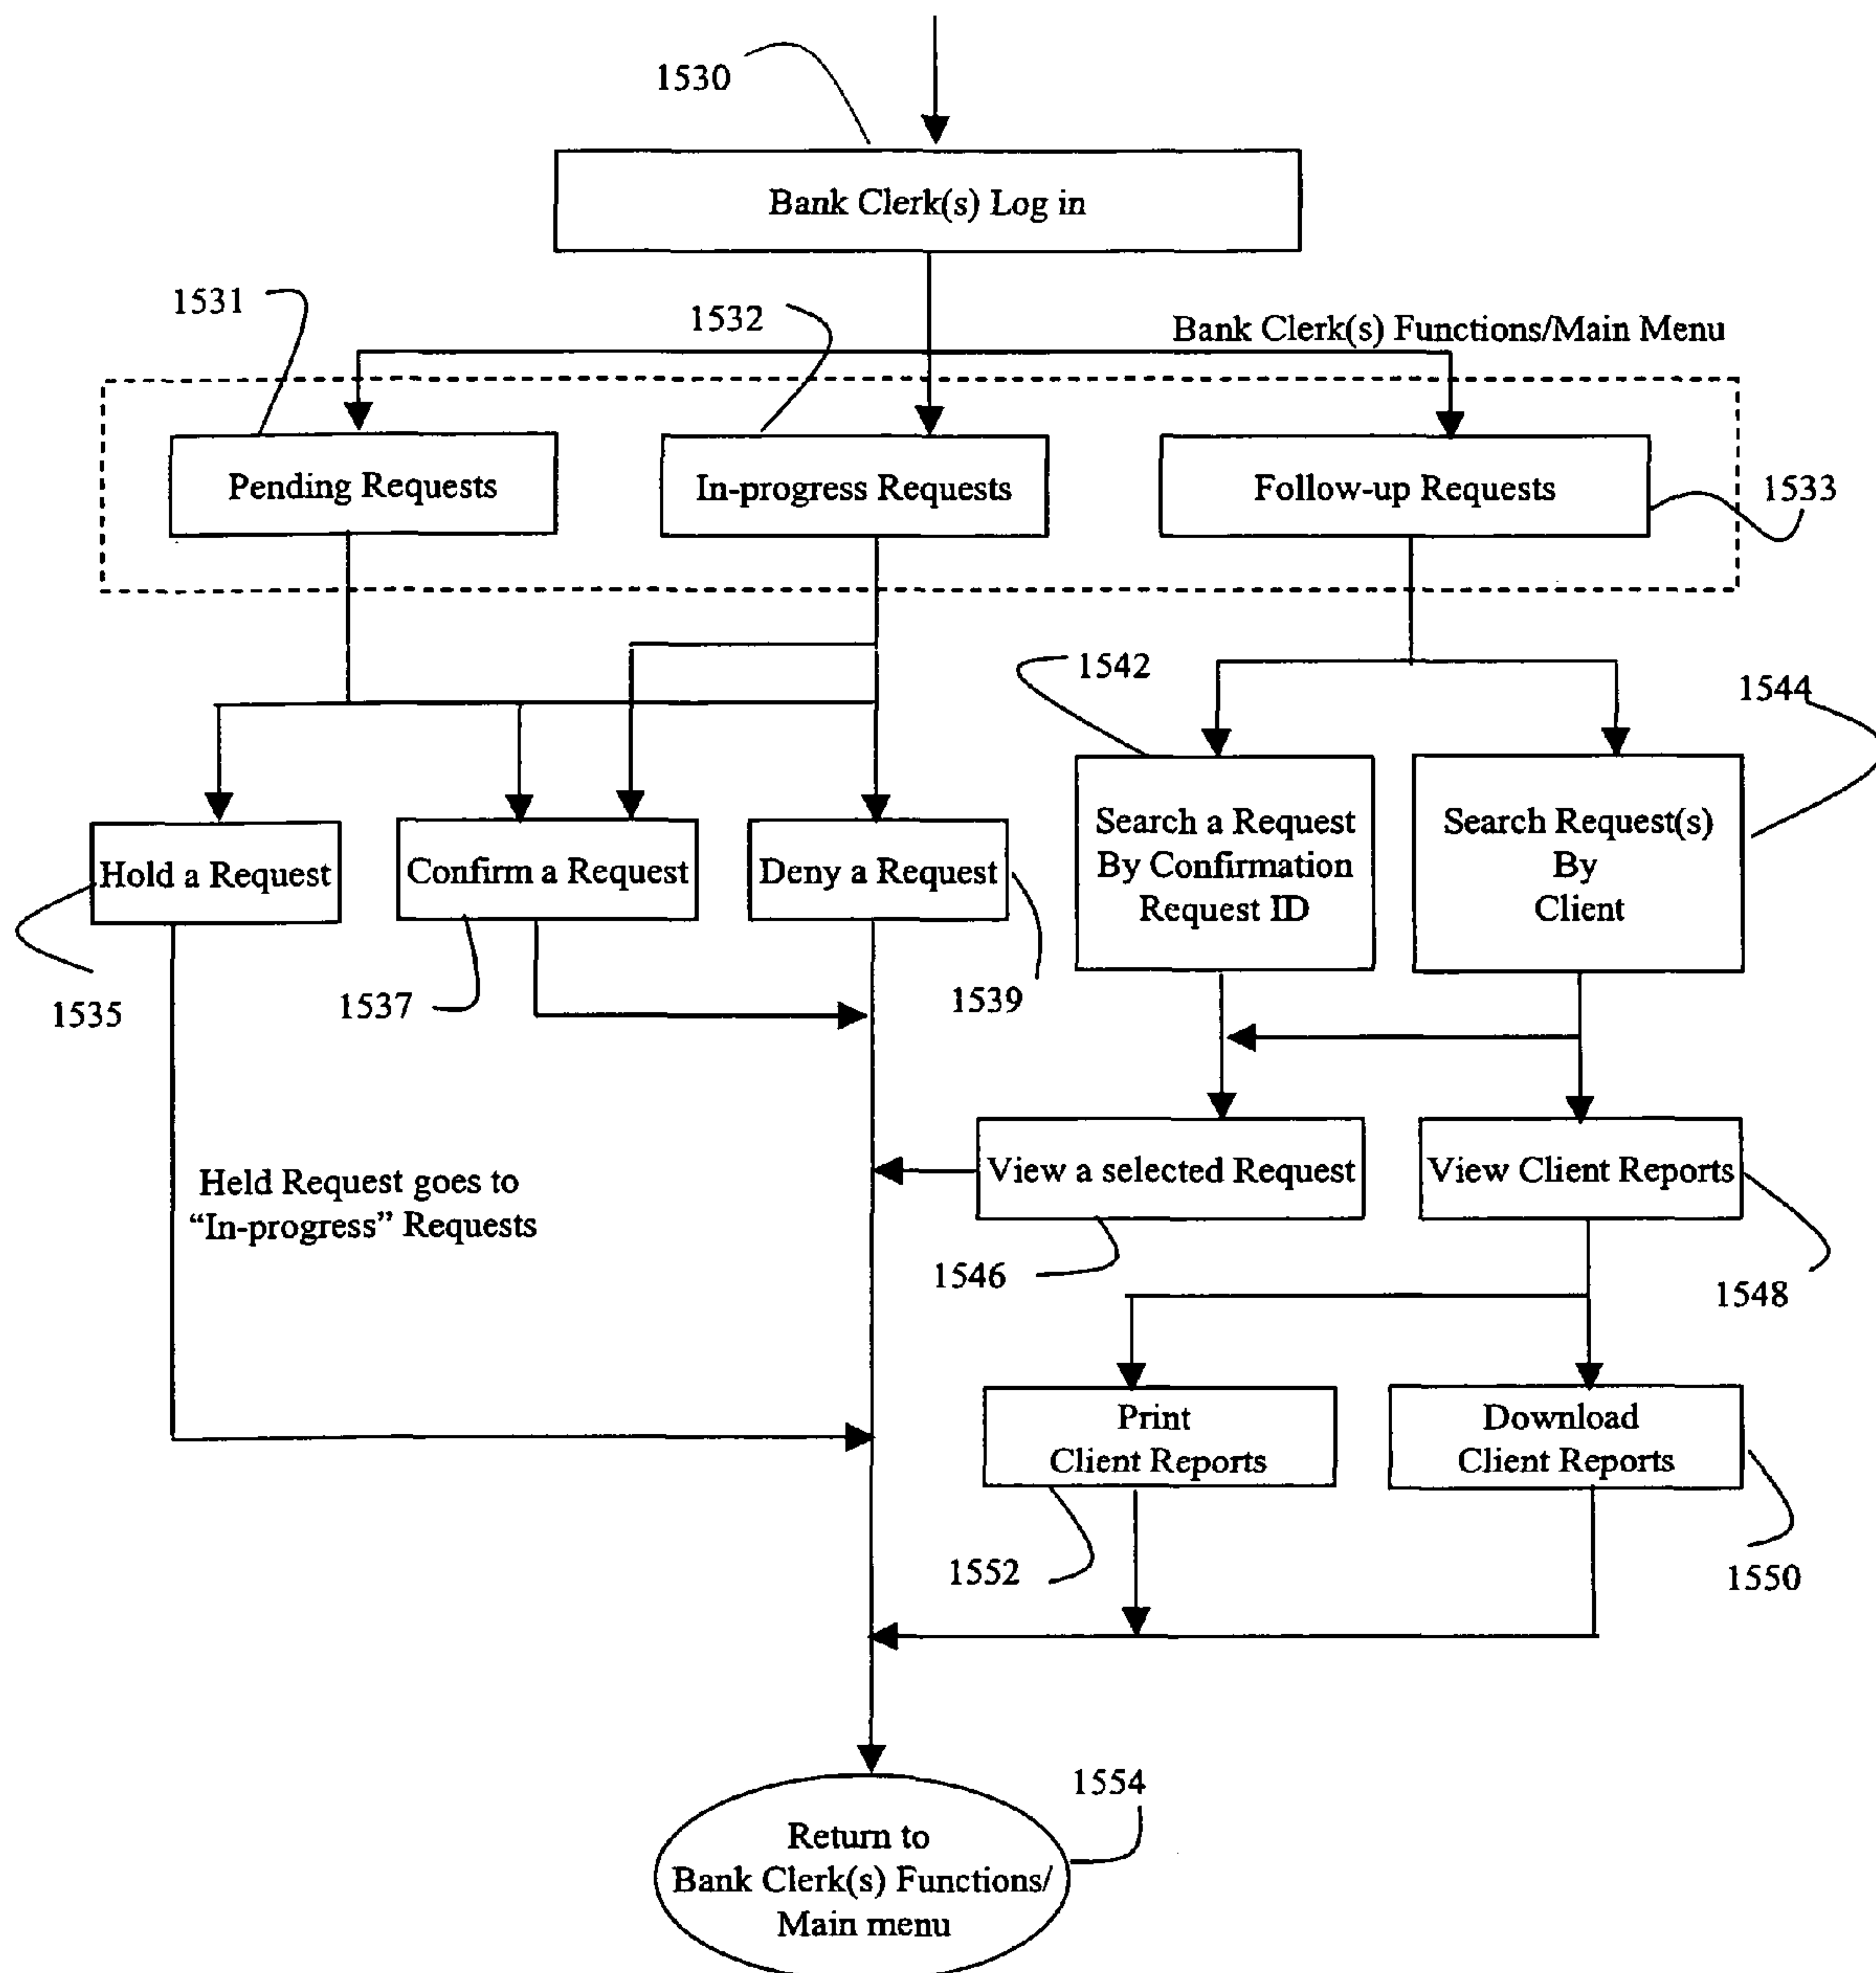 1530
Bank Clerk(s) Log in
1531
1532
Bank Clerk(s) Functions/Main Menu
Pending Requests
In-progress Requests
Follow-up Requests
1533
1542
1544
Hold a Request
Confirm a Request
Deny a Request
Search a Request
By Confirmation
Request ID
Search Request(s)
By
Client
1535
1537
1539
Held Request goes to
“In-progress” Requests
View a selected Request
View Client Reports
1546
1548
Print
Client Reports
Download
Client Reports
1552
1550
1554
Return to
Bank Clerk(s) Functions/
Main menu